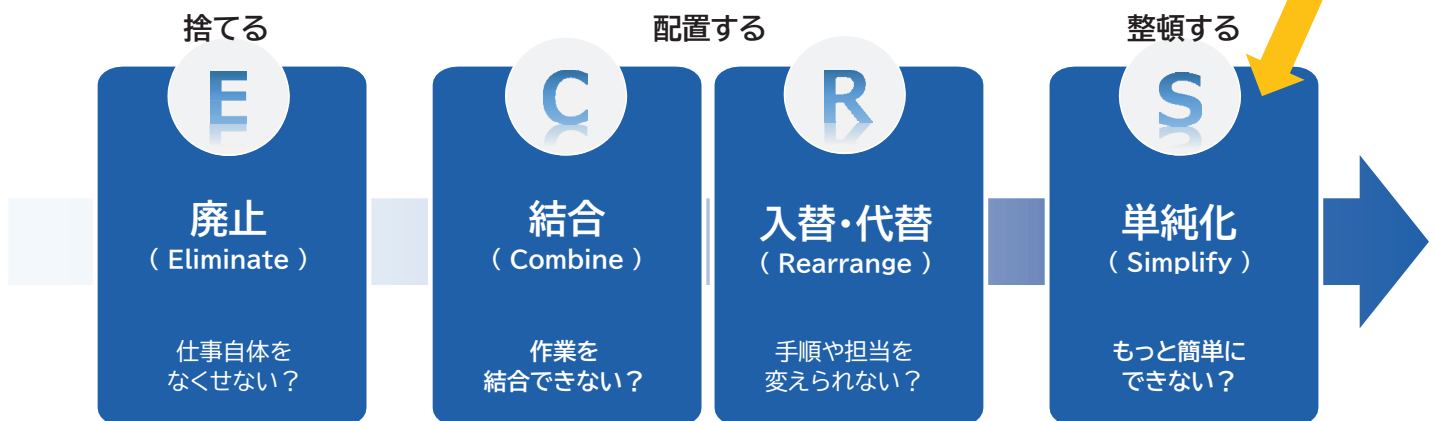 捨てる
配置する
整頓する
E
C
R
S
廃止
( Eliminate )
結合
( Combine )
入替・代替
( Rearrange )
単純化
( Simplify )
仕事自体を
なくせない？
作業を
結合できない？
手順や担当を
変えられない？
もっと簡単に
できない？